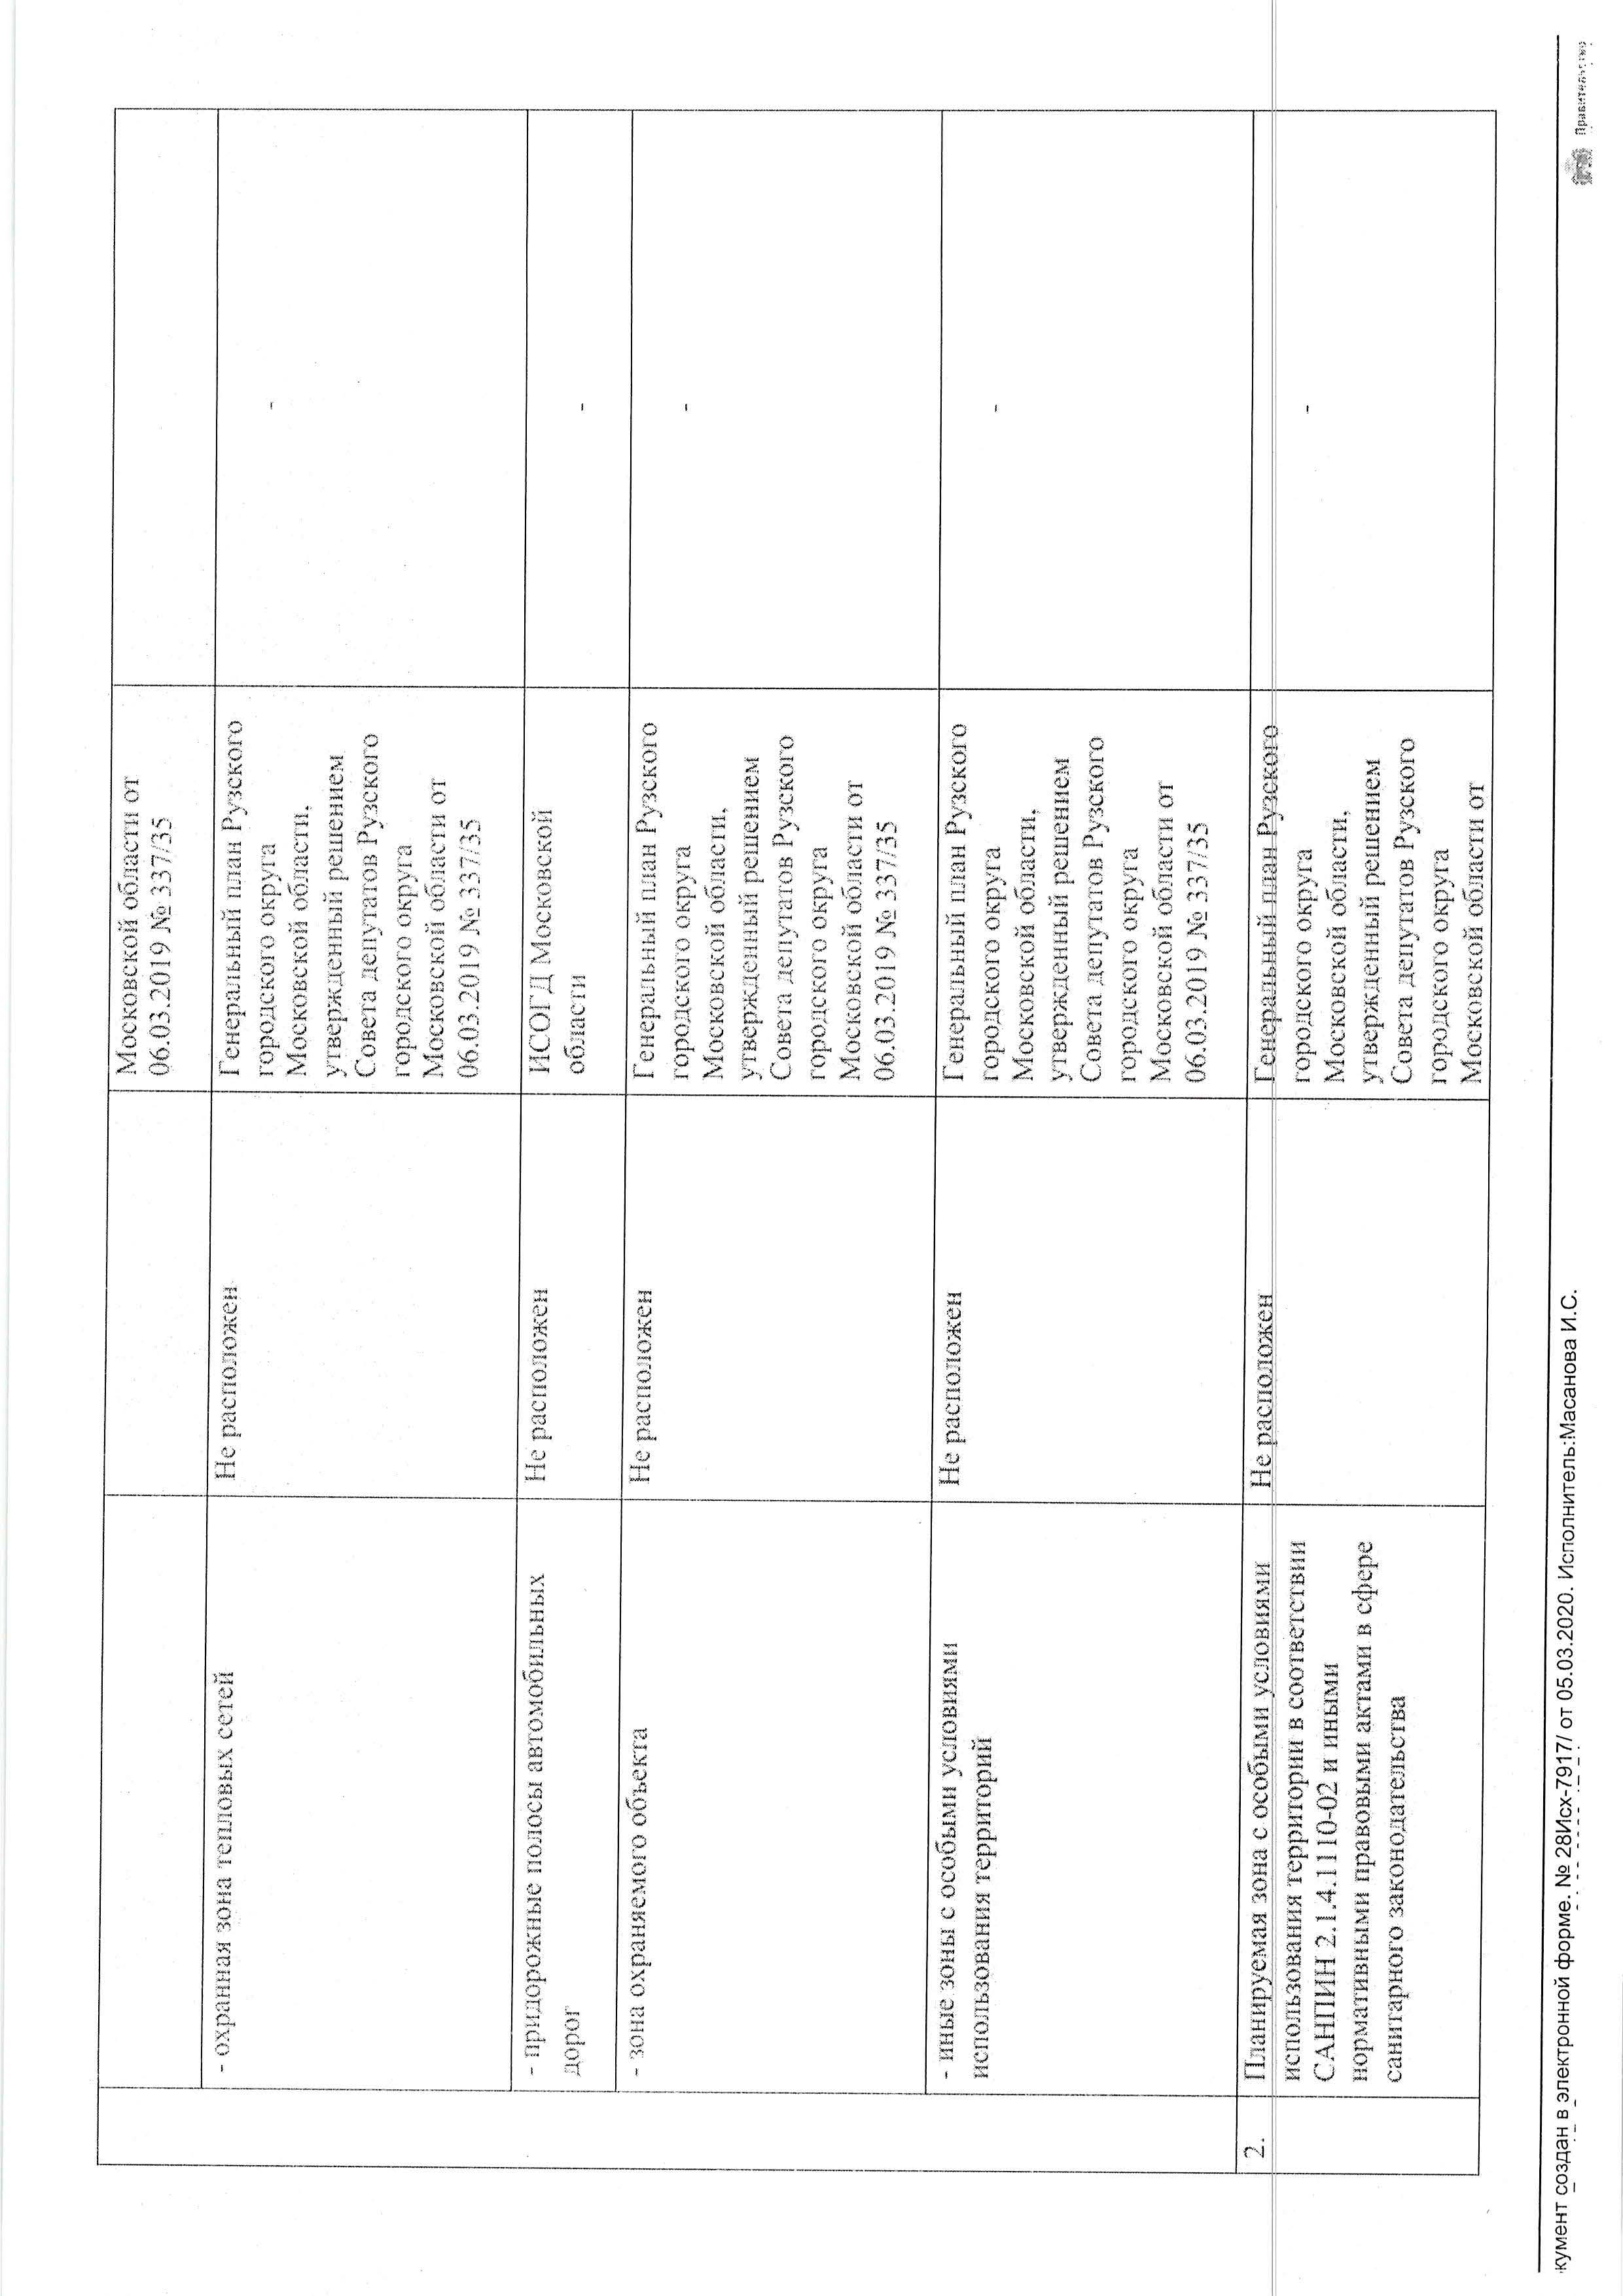 Московской области от
06.03.2019 № 337/35
- охранная зона тепловых сетей
Не расположен
Генеральный план Рузского
городского округа
Московской области,
утвержденный решением
Совета депутатов Рузского
городского округа
Московской области от
06.03.2019 № 337/35
-
- придорожные полосы автомобильных
дорог
Не расположен
ИСОГД Московской
области
-
- зона охраняемого объекта
Не расположен
Генеральный план Рузского
городского округа
Московской области,
утвержденный решением
Совета депутатов Рузского
городского округа
Московской области от
06.03.2019 № 337/35
-
- иные зоны с особыми условиями
использования территорий
Не расположен
Генеральный план Рузского
городского округа
Московской области,
утвержденный решением
Совета депутатов Рузского
городского округа
Московской области от
06.03.2019 № 337/35
-
2.
Планируемая зона с особыми условиями
использования территории в соответствии
САНПИН 2.1.4.1110-02 и иными
нормативными правовыми актами в сфере
санитарного законодательства
Не расположен
Генеральный план Рузского
городского округа
Московской области,
утвержденный решением
Совета депутатов Рузского
городского округа
Московской области от
-
кумент создан в электронной форме. № 28Исх-7917/ от 05.03.2020. Исполнитель:Масанова И.С.
Правительство